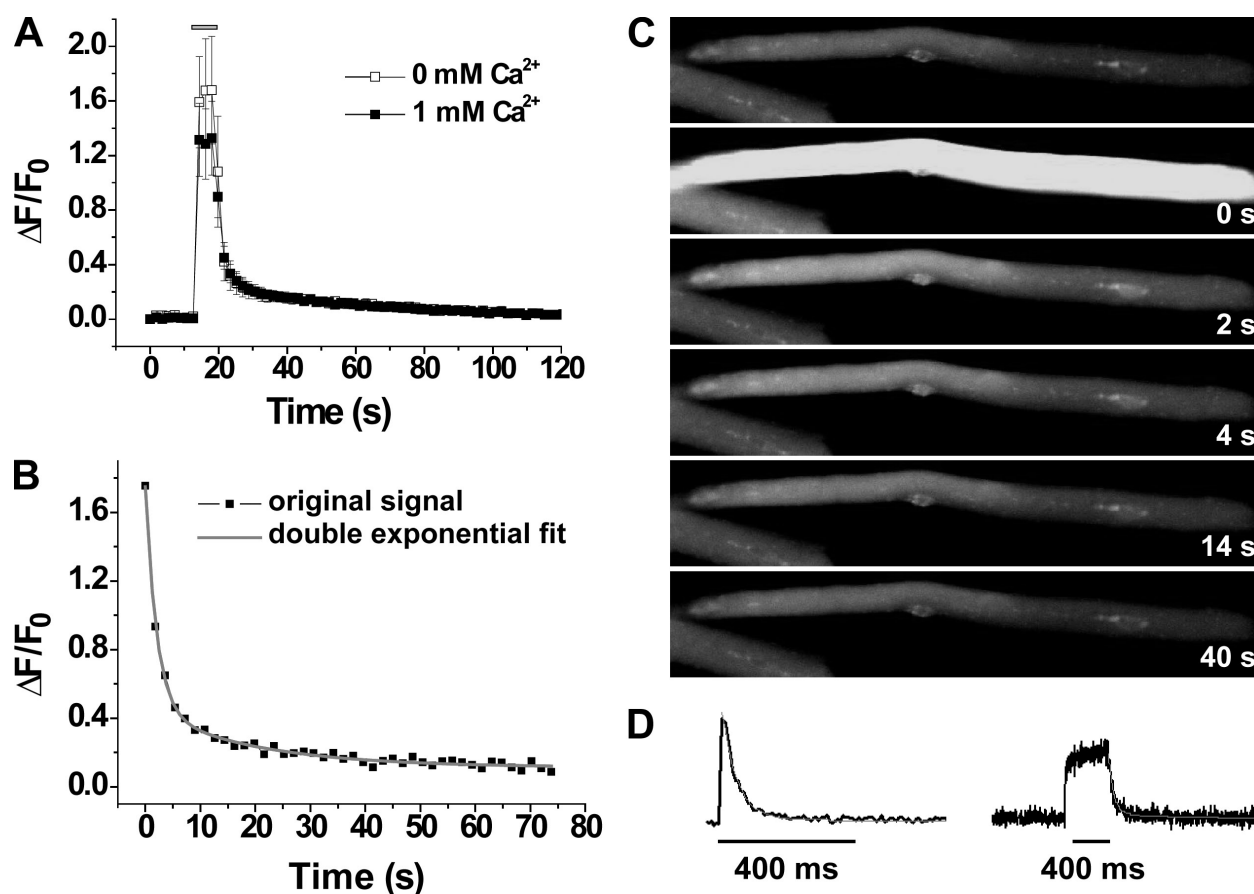 A
2.0
1.6
1.2
0.8
0.4
0.0
ΔF/F0
0 mM Ca2+
1 mM Ca2+
0 20 40 60 80 100 120
Time (s)
B
1.6
1.2
0.8
0.4
0.0
ΔF/F0
original signal
double exponential fit
0 10 20 30 40 50 60 70 80
Time (s)
C
0 s
2 s
4 s
14 s
40 s
D
400 ms
400 ms